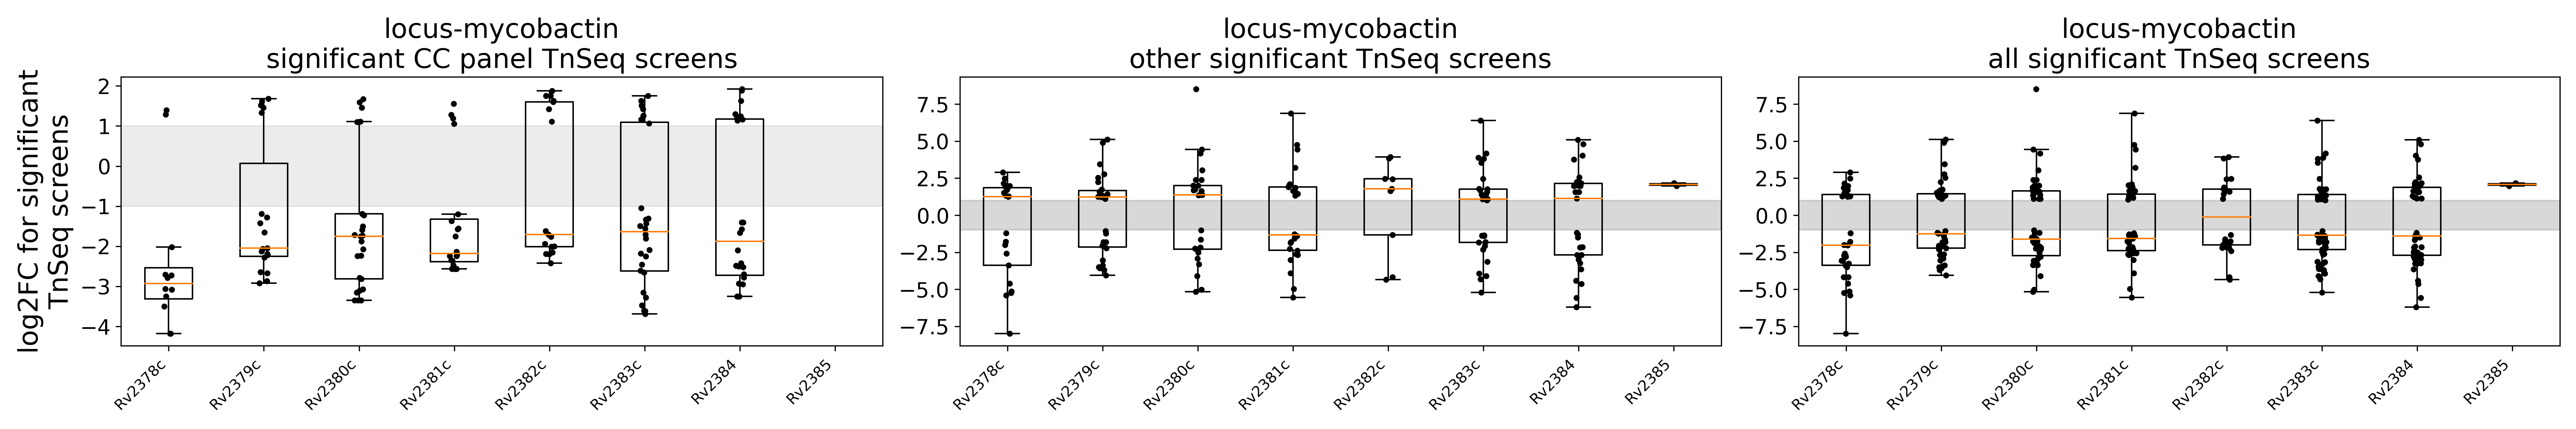 locus-mycobactin
significant CC panel TnSeq screens
log2FC for significant
TnSeq screens
2
1
0
−1
−2
−3
−4
Rv2378c
Rv2379c
Rv2380c
Rv2381c
Rv2382c
Rv2383c
Rv2384
Rv2385
locus-mycobactin
other significant TnSeq screens
7.5
5.0
2.5
0.0
−2.5
−5.0
−7.5
Rv2378c
Rv2379c
Rv2380c
Rv2381c
Rv2382c
Rv2383c
Rv2384
Rv2385
locus-mycobactin
all significant TnSeq screens
7.5
5.0
2.5
0.0
−2.5
−5.0
−7.5
Rv2378c
Rv2379c
Rv2380c
Rv2381c
Rv2382c
Rv2383c
Rv2384
Rv2385